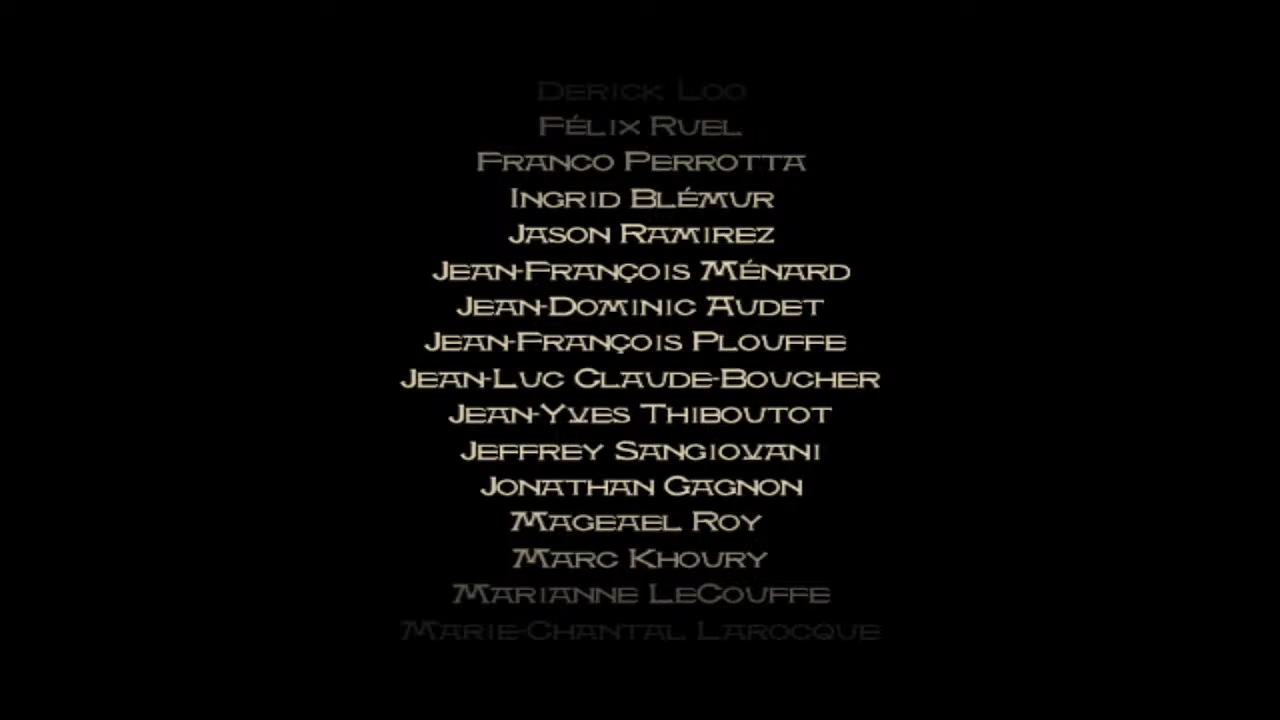 Derick Loo
Félix Ruel
Franco Perrotta
Ingrid Blémur
Jason Ramirez
Jean-François Ménard
Jean-Dominic Audet
Jean-François Plouffe
Jean-Luc Claude-Boucher
Jean-Yves Thiboutot
Jeffrey Sangiovani
Jonathan Gagnon
Mageael Roy
Marc Khoury
Marianne LeCouffe
Marie-Chantal Larocque